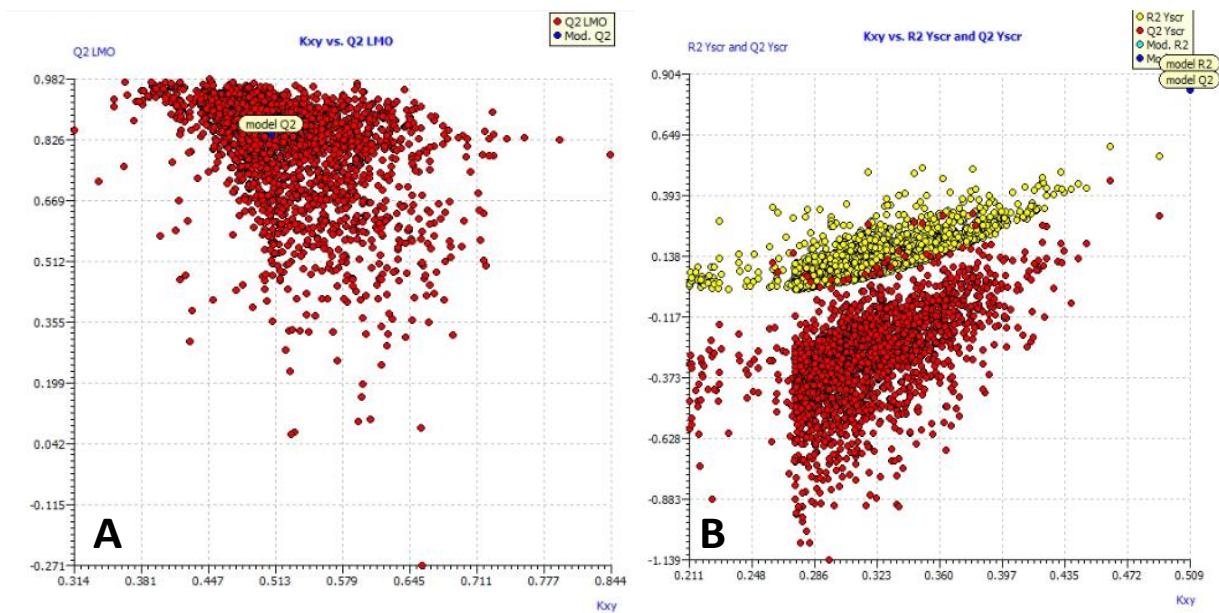 Q2 LMO
Mod. Q2
Kxy vs. Q2 LMO
Q2 LMO
0.982
0.826
0.669
0.512
0.355
0.199
0.042
-0.115
-0.271
model Q2
A
0.314 0.381 0.447 0.513 0.579 0.645 0.711 0.777 0.844
Kxy
R2 Yscr
Q2 Yscr
Mod. R2
model R2
model Q2
Kxy vs. R2 Yscr and Q2 Yscr
R2 Yscr and Q2 Yscr
0.904
0.649
0.393
0.138
-0.117
-0.373
-0.628
-0.883
-1.139
B
0.211 0.248 0.286 0.323 0.360 0.397 0.435 0.472 0.509
Kxy